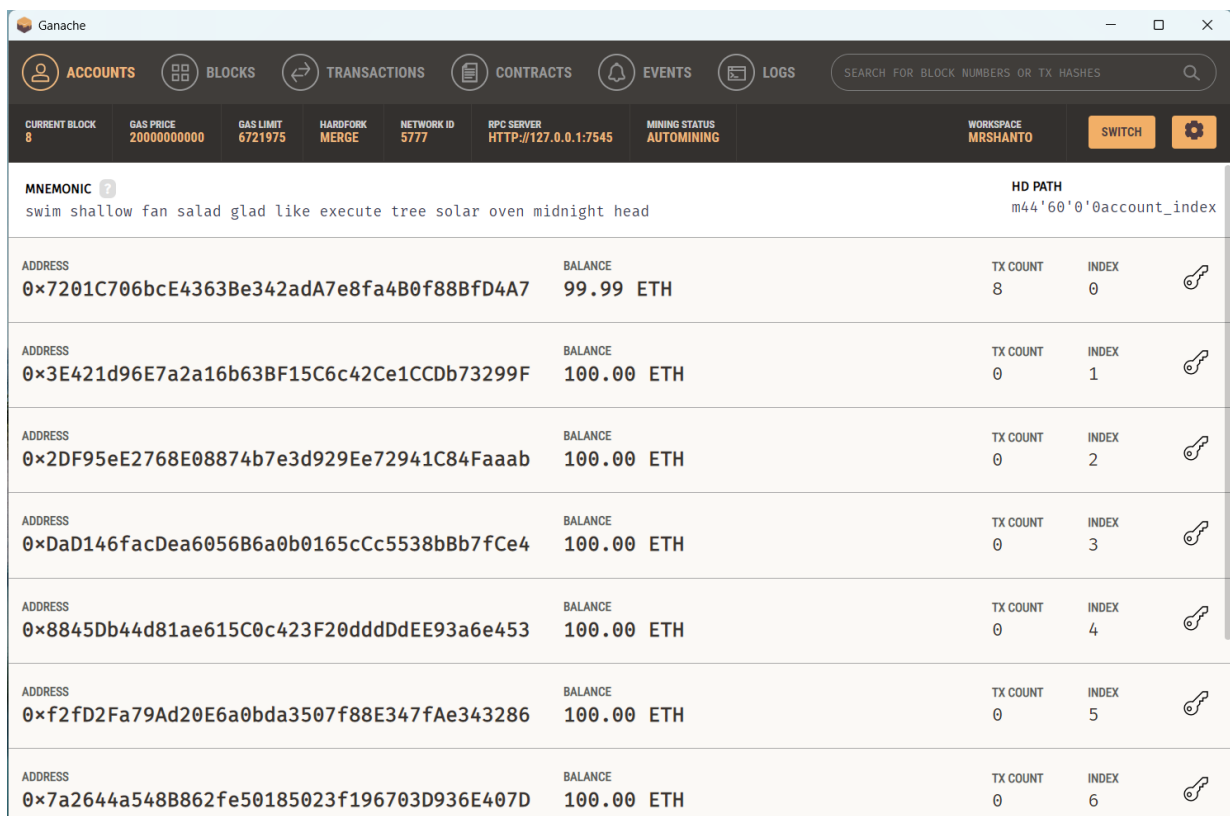 Ganache
ACCOUNTS BLOCKS TRANSACTIONS CONTRACTS EVENTS LOGS SEARCH FOR BLOCK NUMBERS OR TX HASHES
CURRENT BLOCK GAS PRICE GAS LIMIT HARDFORK NETWORK ID RPC SERVER MINING STATUS WORKSPACE
8 20000000000 6721975 MERGE 5777 HTTP://127.0.0.1:7545 AUTOMINING MRSHANTO SWITCH
MNEMONIC ? HD PATH
swim shallow fan salad glad like execute tree solar oven midnight head m44'60'0'0account_index
ADDRESS BALANCE TX COUNT INDEX
0×7201C706bcE4363Be342adA7e8fa4B0f88BfD4A7 99.99 ETH 8 0
ADDRESS BALANCE TX COUNT INDEX
0×3E421d96E7a2a16b63BF15C6c42Ce1CCDb73299F 100.00 ETH 0 1
ADDRESS BALANCE TX COUNT INDEX
0×2DF95eE2768E08874b7e3d929Ee72941C84Faaab 100.00 ETH 0 2
ADDRESS BALANCE TX COUNT INDEX
0×DaD146facDea6056B6a0b0165cCc5538bBb7fCe4 100.00 ETH 0 3
ADDRESS BALANCE TX COUNT INDEX
0×8845Db44d81ae615C0c423F20dddDdEE93a6e453 100.00 ETH 0 4
ADDRESS BALANCE TX COUNT INDEX
0×f2fD2Fa79Ad20E6a0bda3507f88E347fAe343286 100.00 ETH 0 5
ADDRESS BALANCE TX COUNT INDEX
0×7a2644a548B862fe50185023f196703D936E407D 100.00 ETH 0 6